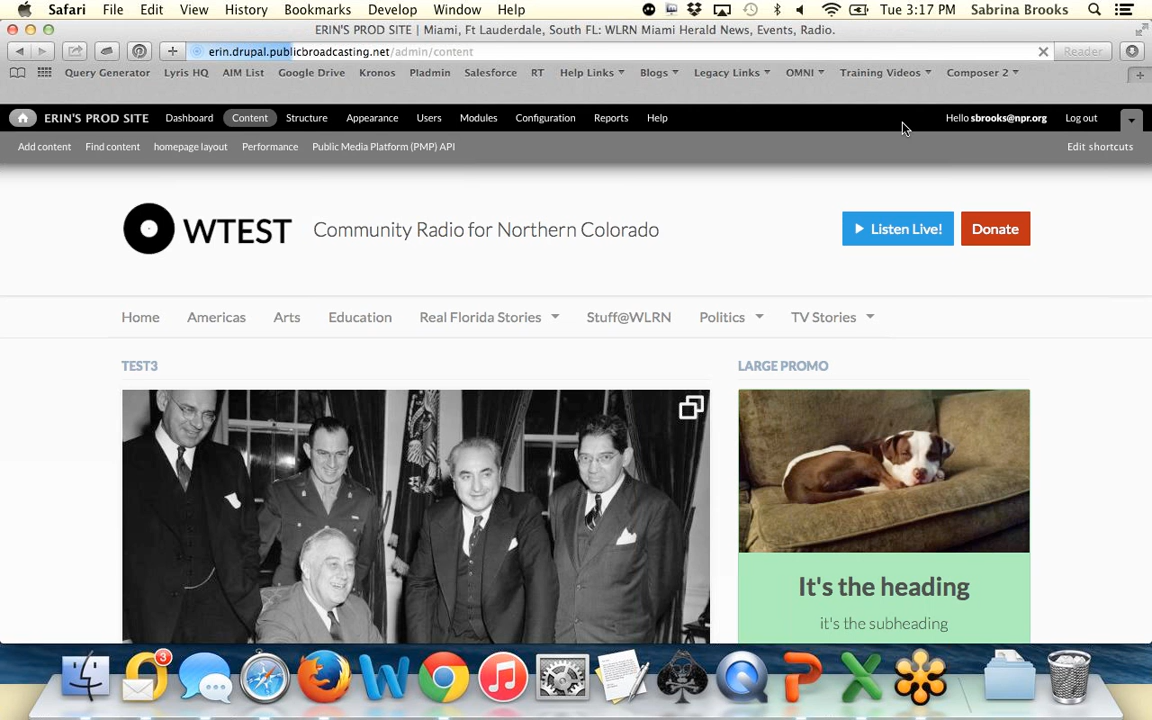 Safari File Edit View History Bookmarks Develop Window Help Tue 3:17 PM Sabrina Brooks
ERIN'S PROD SITE | Miami, Ft Lauderdale, South FL: WLRN Miami Herald News, Events, Radio.
erin.drupal.publicbroadcasting.net/admin/content Reader
Query Generator Lyris HQ AIM List Google Drive Kronos Pladmin Salesforce RT Help Links Blogs Legacy Links OMNI Training Videos Composer 2
ERIN'S PROD SITE Dashboard Content Structure Appearance Users Modules Configuration Reports Help Hello sbrooks@npr.org Log out
Add content Find content homepage layout Performance Public Media Platform (PMP) API Edit shortcuts
WTEST Community Radio for Northern Colorado Listen Live! Donate
Home Americas Arts Education Real Florida Stories Stuff@WLRN Politics TV Stories
TEST3 LARGE PROMO
It's the heading
it's the subheading
3